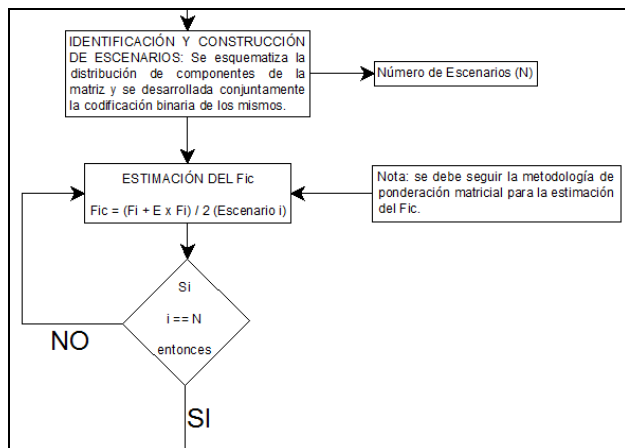 IDENTIFICACIÓN Y CONSTRUCCIÓN
DE ESCENARIOS: Se esquematiza la
distribución de componentes de la
matriz y se desarrollada conjuntamente
la codificación binaria de los mismos.
Número de Escenarios (N)
ESTIMACIÓN DEL Fic
Fic = (Fi + E x Fi) / 2 (Escenario i)
Nota: se debe seguir la metodología de
ponderación matricial para la estimación
del Fic.
Si
i == N
entonces
NO
SI